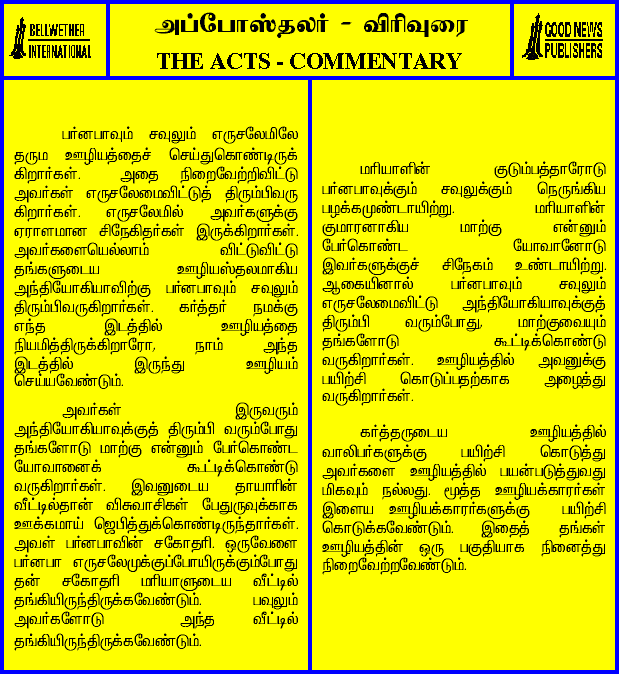 BELLWETHER
INTERNATIONAL
அப்போஸ்தலர் - விரிவுரை
THE ACTS - COMMENTARY
GOOD NEWS
PUBLISHERS
பர்னபாவும் சவுலும் எருசலேமிலே
தரும ஊழியத்தைச் செய்துகொண்டிருக்
கிறார்கள். அதை நிறைவேற்றிவிட்டு
அவர்கள் எருசலேமைவிட்டுத் திரும்பிவரு
கிறார்கள். எருசலேமில் அவர்களுக்கு
ஏராளமான சிநேகிதர்கள் இருக்கிறார்கள்.
அவர்களையெல்லாம் விட்டுவிட்டு
தங்களுடைய ஊழியஸ்தலமாகிய
அந்தியோகியாவிற்கு பர்னபாவும் சவுலும்
திரும்பிவருகிறார்கள். கர்த்தர் நமக்கு
எந்த இடத்தில் ஊழியத்தை
நியமித்திருக்கிறாரோ, நாம் அந்த
இடத்தில் இருந்து ஊழியம்
செய்யவேண்டும்.
அவர்கள் இருவரும்
அந்தியோகியாவுக்குத் திரும்பி வரும்போது
தங்களோடு மாற்கு என்னும் பேர்கொண்ட
யோவானைக் கூட்டிக்கொண்டு
வருகிறார்கள். இவனுடைய தாயாரின்
வீட்டில்தான் விசுவாசிகள் பேதுருவுக்காக
ஊக்கமாய் ஜெபித்துக்கொண்டிருந்தார்கள்.
அவள் பர்னபாவின் சகோதரி. ஒருவேளை
பர்னபா எருசலேமுக்குப்போயிருக்கும்போது
தன் சகோதரி மரியாளுடைய வீட்டில்
தங்கியிருந்திருக்கவேண்டும். பவுலும்
அவர்களோடு அந்த வீட்டில்
தங்கியிருந்திருக்கவேண்டும்.
மரியாளின் குடும்பத்தாரோடு
பர்னபாவுக்கும் சவுலுக்கும் நெருங்கிய
பழக்கமுண்டாயிற்று. மரியாளின்
குமாரனாகிய மாற்கு என்னும்
பேர்கொண்ட யோவானோடு
இவர்களுக்குச் சிநேகம் உண்டாயிற்று.
ஆகையினால் பர்னபாவும் சவுலும்
எருசலேமைவிட்டு அந்தியோகியாவுக்குத்
திரும்பி வரும்போது, மாற்குவையும்
தங்களோடு கூட்டிக்கொண்டு
வருகிறார்கள். ஊழியத்தில் அவனுக்கு
பயிற்சி கொடுப்பதற்காக அழைத்து
வருகிறார்கள்.
கர்த்தருடைய ஊழியத்தில்
வாலிபர்களுக்கு பயிற்சி கொடுத்து
அவர்களை ஊழியத்தில் பயன்படுத்துவது
மிகவும் நல்லது. மூத்த ஊழியக்காரர்கள்
இளைய ஊழியக்காரர்களுக்கு பயிற்சி
கொடுக்கவேண்டும். இதைத் தங்கள்
ஊழியத்தின் ஒரு பகுதியாக நினைத்து
நிறைவேற்றவேண்டும்.